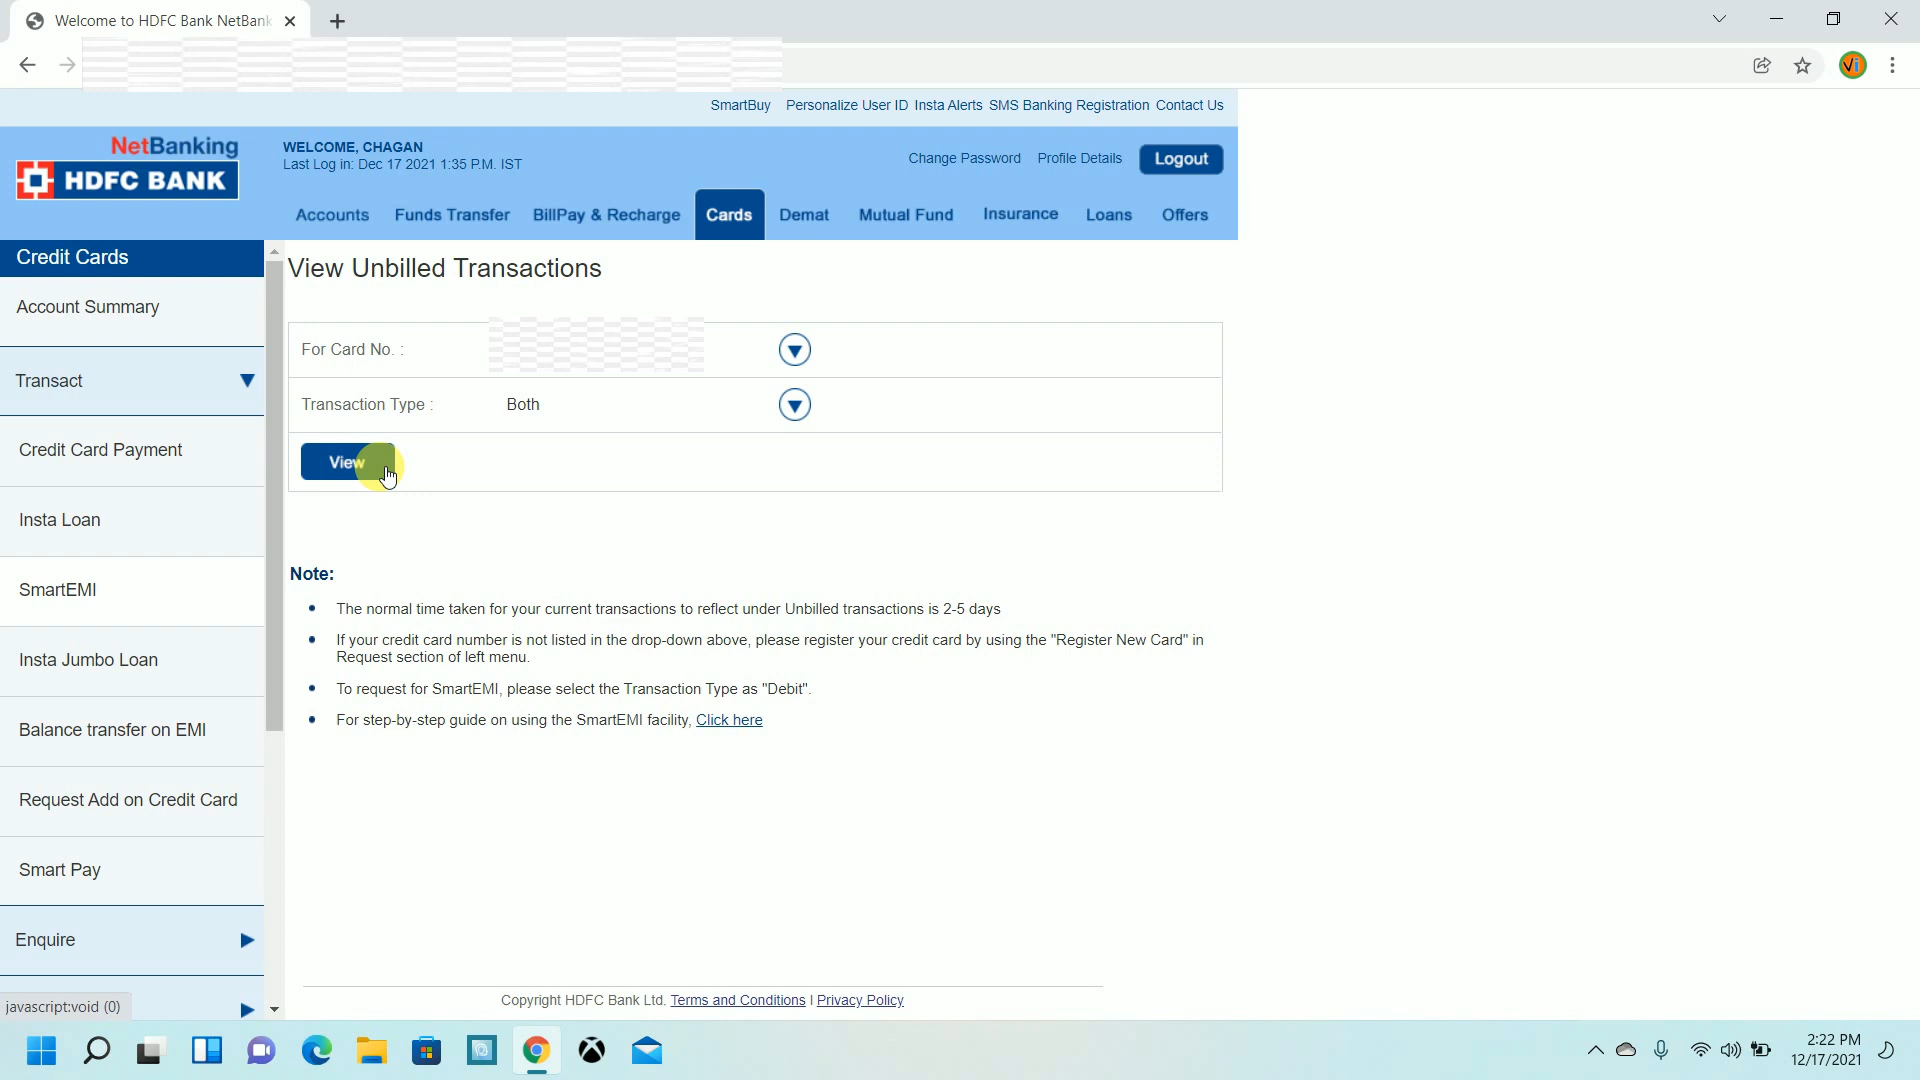 Welcome to HDFC Bank NetBank
SmartBuy Personalize User ID Insta Alerts SMS Banking Registration Contact Us
NetBanking
HDFC BANK
WELCOME, CHAGAN
Last Log in: Dec 17 2021 1:35 P.M. IST
Change Password Profile Details Logout
Accounts Funds Transfer BillPay & Recharge Cards Demat Mutual Fund Insurance Loans Offers
Credit Cards
Account Summary
Transact
Credit Card Payment
Insta Loan
SmartEMI
Insta Jumbo Loan
Balance transfer on EMI
Request Add on Credit Card
Smart Pay
Enquire
javascript:void (0)
View Unbilled Transactions
For Card No. :
Transaction Type : Both
View
Note:
• The normal time taken for your current transactions to reflect under Unbilled transactions is 2-5 days
• If your credit card number is not listed in the drop-down above, please register your credit card by using the "Register New Card" in
Request section of left menu.
• To request for SmartEMI, please select the Transaction Type as "Debit".
• For step-by-step guide on using the SmartEMI facility, Click here
Copyright HDFC Bank Ltd. Terms and Conditions I Privacy Policy
2:22 PM
12/17/2021